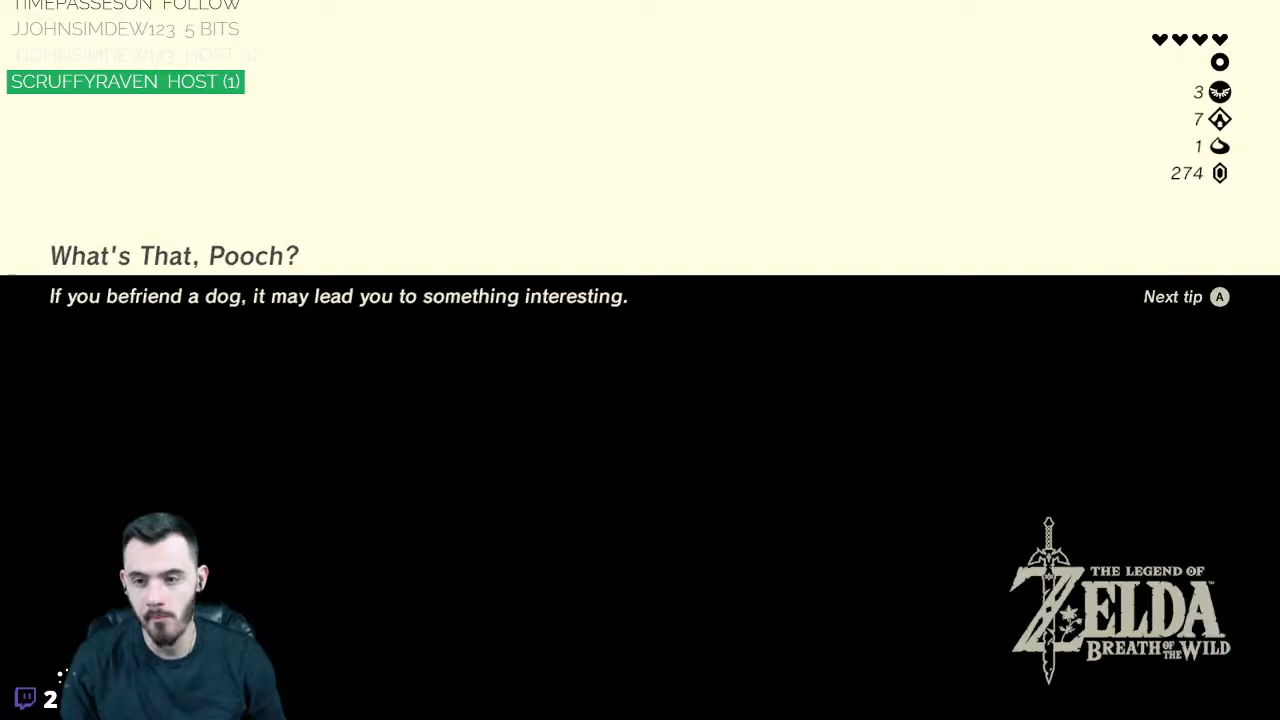 TIMEPASSESON FOLLOW
JJOHNSIMDEW123 5 BITS
SCRUFFYRAVEN HOST (1)
3
7
1
274
What's That, Pooch?
If you befriend a dog, it may lead you to something interesting.
Next tip A
THE LEGEND OF
ZELDA
BREATH OF THE WILD
2